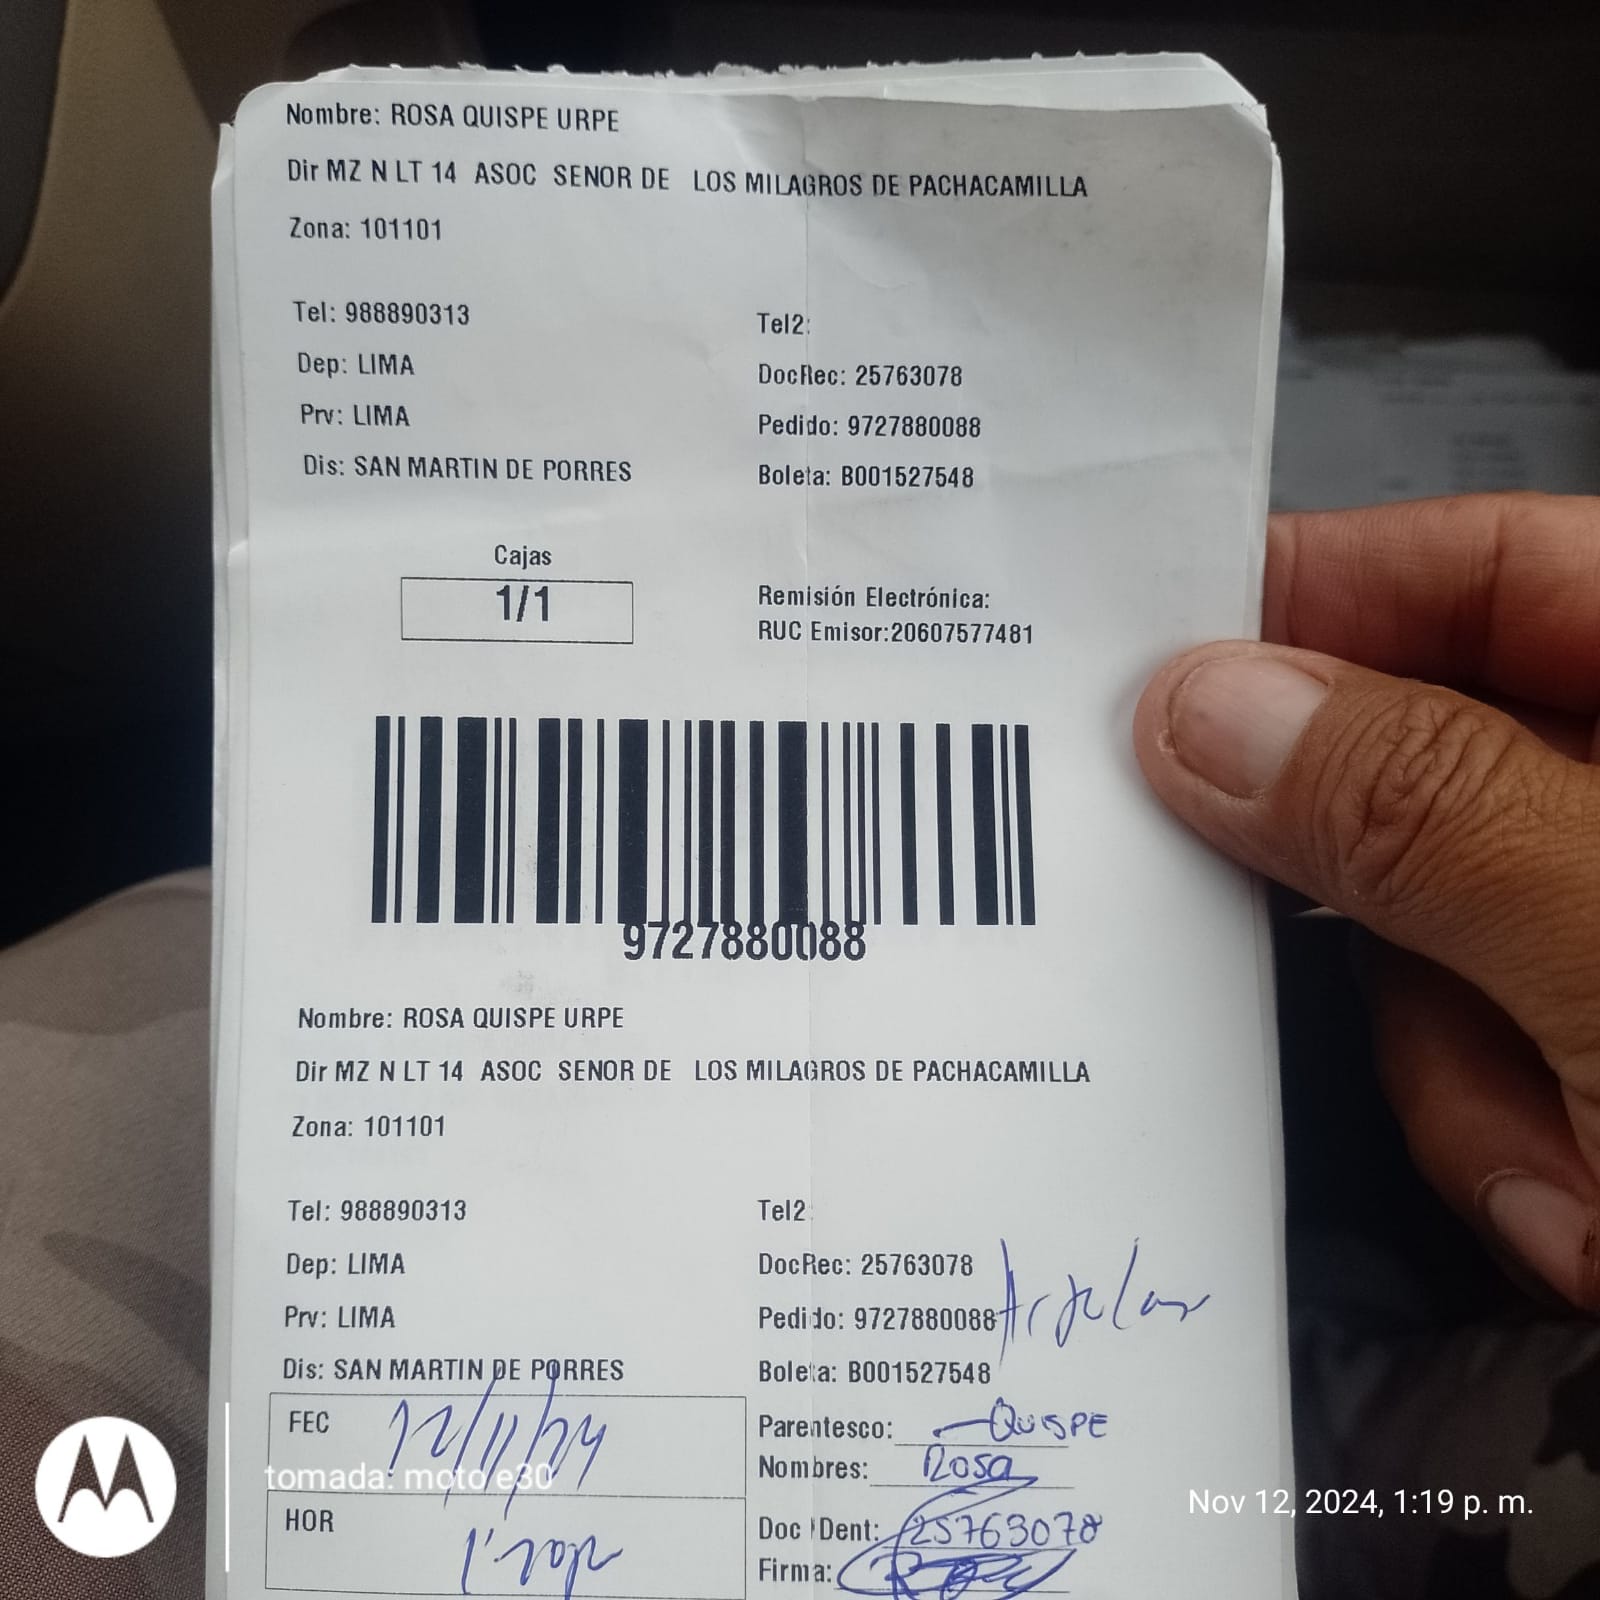 Nombre: ROSA QUISPE URPE
Dir MZ N LT 14 ASOC SENOR DE LOS MILAGROS DE PACHACAMILLA
Zona: 101101
Tel: 988890313
Tel2:
Dep: LIMA
DocRec: 25763078
Prv: LIMA
Pedido: 9727880088
Dis: SAN MARTIN DE PORRES
Boleta: B001527548
Cajas
1/1
Remisión Electrónica:
RUC Emisor:20607577481
9727880088
Nombre: ROSA QUISPE URPE
Dir MZ N LT 14 ASOC SENOR DE LOS MILAGROS DE PACHACAMILLA
Zona: 101101
Tel: 988890313
Tel2:
Dep: LIMA
DocRec: 25763078
Prv: LIMA
Pedido: 9727880088
Dis: SAN MARTIN DE PORRES
Boleta: B001527548
FEC 12/11/24
Parentesco: QUISPE
Nombres: Rosa
HOR
Doc Ident: 25763078
Firma:
tomada: moto e30
Nov 12, 2024, 1:19 p. m.